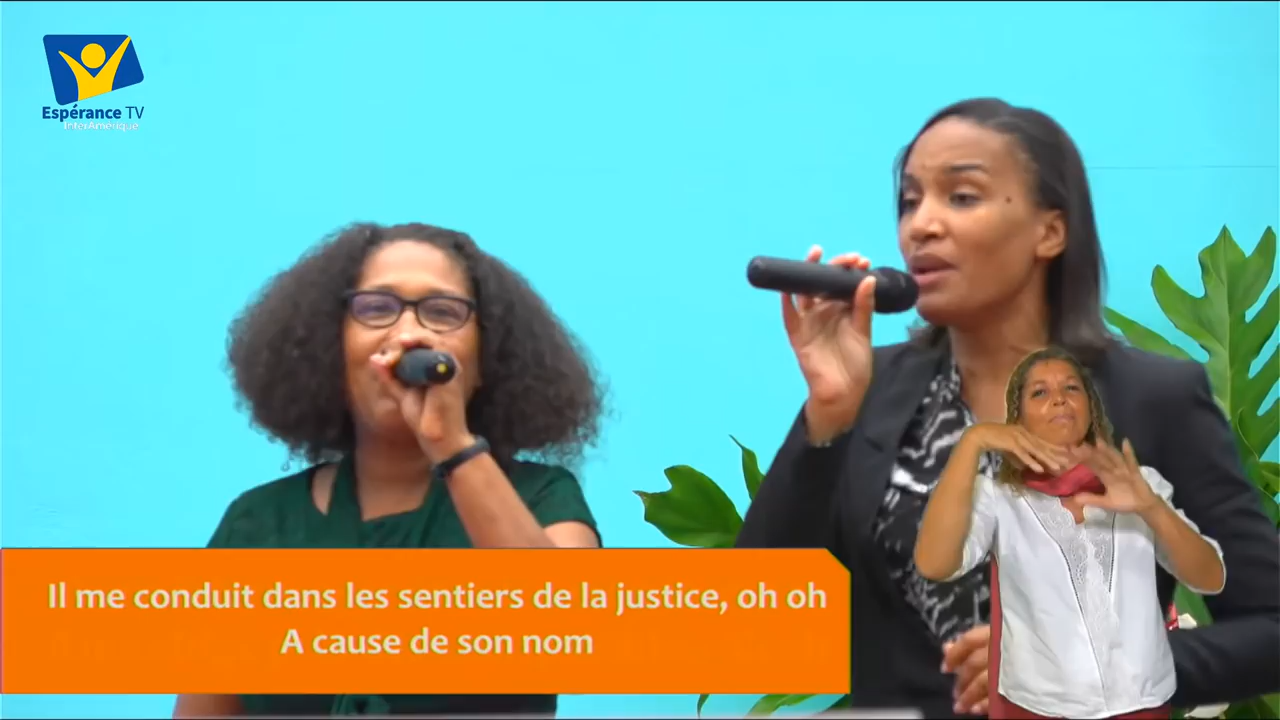 Espérance TV
InterAmérique
Il me conduit dans les sentiers de la justice, oh oh
A cause de son nom